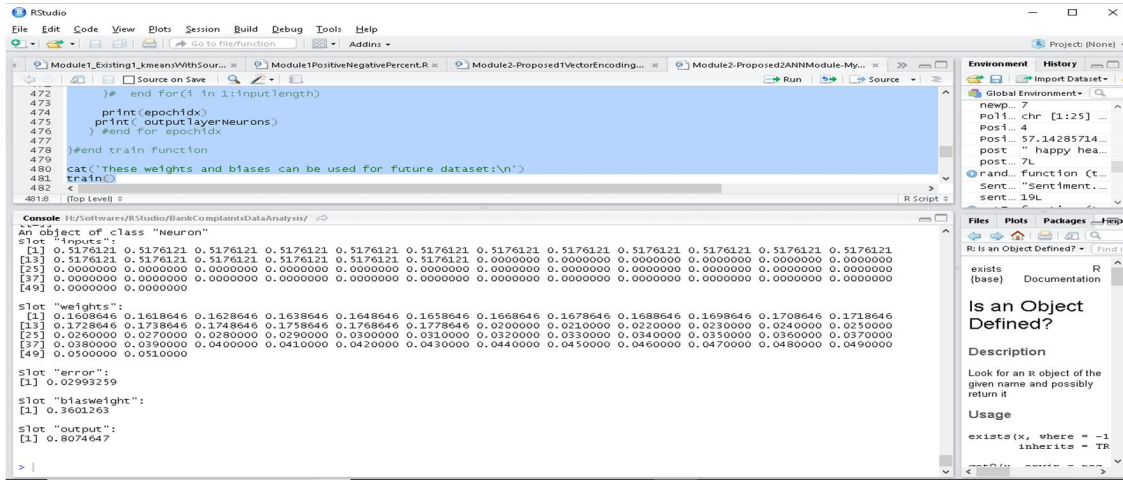 RStudio
File Edit Code View Plots Session Build Debug Tools Help
Go to file/function Addins Project: (None)
Module1_Existing1_kmeansWithSour... Module1PositiveNegativePercent.R Module2-Proposed1VectorEncoding... Module2-Proposed2ANNModule-My...
Source on Save Run Source
472 }# end for(i in 1:inputlength)
473
474 print(epochidx)
475 print( outputlayerNeurons)
476 } #end for epochidx
477
478 }#end train function
479
480 cat('These weights and biases can be used for future dataset:\n')
481 train()
482
481:8 (Top Level) R Script
Console H:/Softwares/RStudio/BankComplaintsDataAnalysis/
An object of class "Neuron"
Slot "inputs":
[1] 0.5176121 0.5176121 0.5176121 0.5176121 0.5176121 0.5176121 0.5176121 0.5176121 0.5176121 0.5176121 0.5176121 0.5176121
[13] 0.5176121 0.5176121 0.5176121 0.5176121 0.5176121 0.5176121 0.0000000 0.0000000 0.0000000 0.0000000 0.0000000 0.0000000
[25] 0.0000000 0.0000000 0.0000000 0.0000000 0.0000000 0.0000000 0.0000000 0.0000000 0.0000000 0.0000000 0.0000000 0.0000000
[37] 0.0000000 0.0000000 0.0000000 0.0000000 0.0000000 0.0000000 0.0000000 0.0000000 0.0000000 0.0000000 0.0000000 0.0000000
[49] 0.0000000 0.0000000
Slot "weights":
[1] 0.1608646 0.1618646 0.1628646 0.1638646 0.1648646 0.1658646 0.1668646 0.1678646 0.1688646 0.1698646 0.1708646 0.1718646
[13] 0.1728646 0.1738646 0.1748646 0.1758646 0.1768646 0.1778646 0.0200000 0.0210000 0.0220000 0.0230000 0.0240000 0.0250000
[25] 0.0260000 0.0270000 0.0280000 0.0290000 0.0300000 0.0310000 0.0320000 0.0330000 0.0340000 0.0350000 0.0360000 0.0370000
[37] 0.0380000 0.0390000 0.0400000 0.0410000 0.0420000 0.0430000 0.0440000 0.0450000 0.0460000 0.0470000 0.0480000 0.0490000
[49] 0.0500000 0.0510000
Slot "error":
[1] 0.02993259
Slot "biasweight":
[1] 0.3601263
Slot "output":
[1] 0.8074647
>
Environment History
Import Dataset
Global Environment
newp... 7
Poli... chr [1:25] ...
Posi... 4
Posi... 57.14285714...
post " happy hea...
post... 7L
rand... function (t...
Sent... "Sentiment....
sent... 19L
Files Plots Packages Help
R: Is an Object Defined? Find i
exists R
{base} Documentation
Is an Object
Defined?
Description
Look for an R object of the
given name and possibly
return it
Usage
exists(x, where = -1
inherits = TR